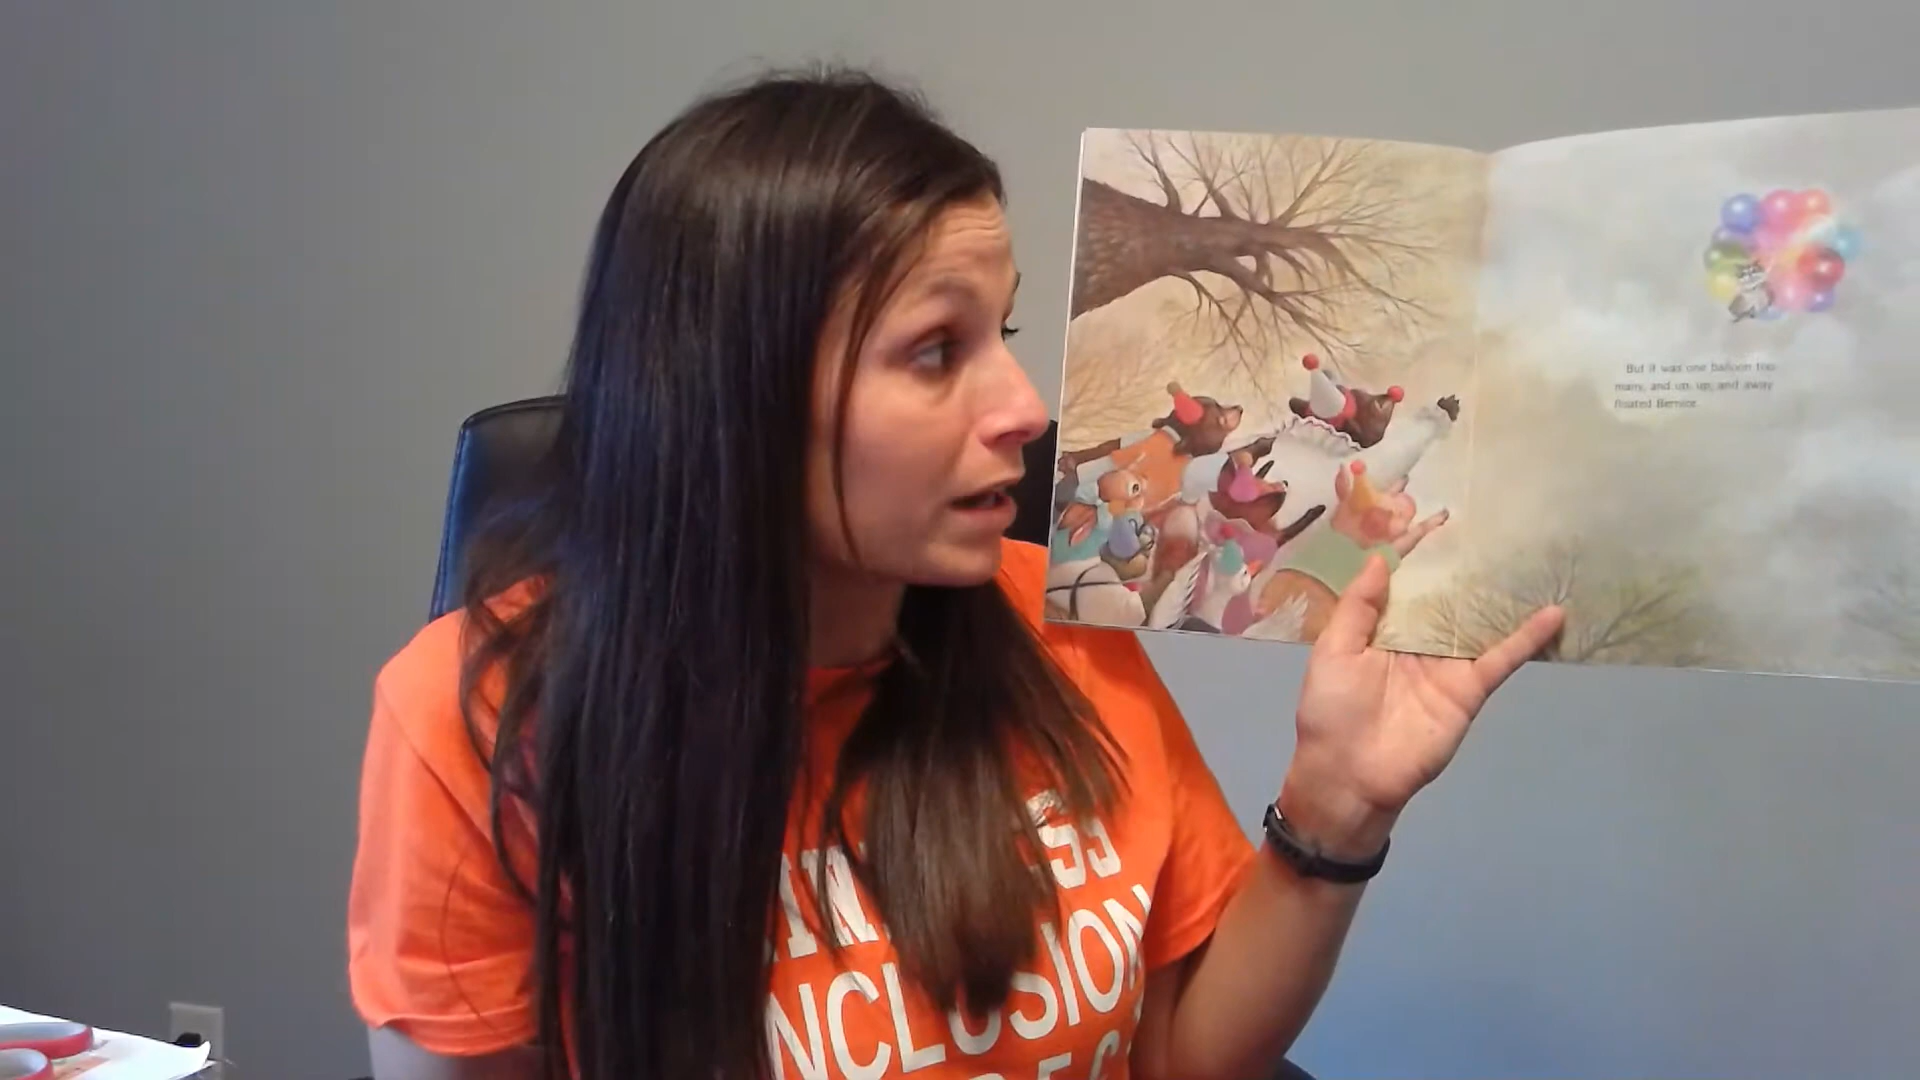 But it was one balloon too
many, and up, up, and away
floated Bernice.
INCLUSION